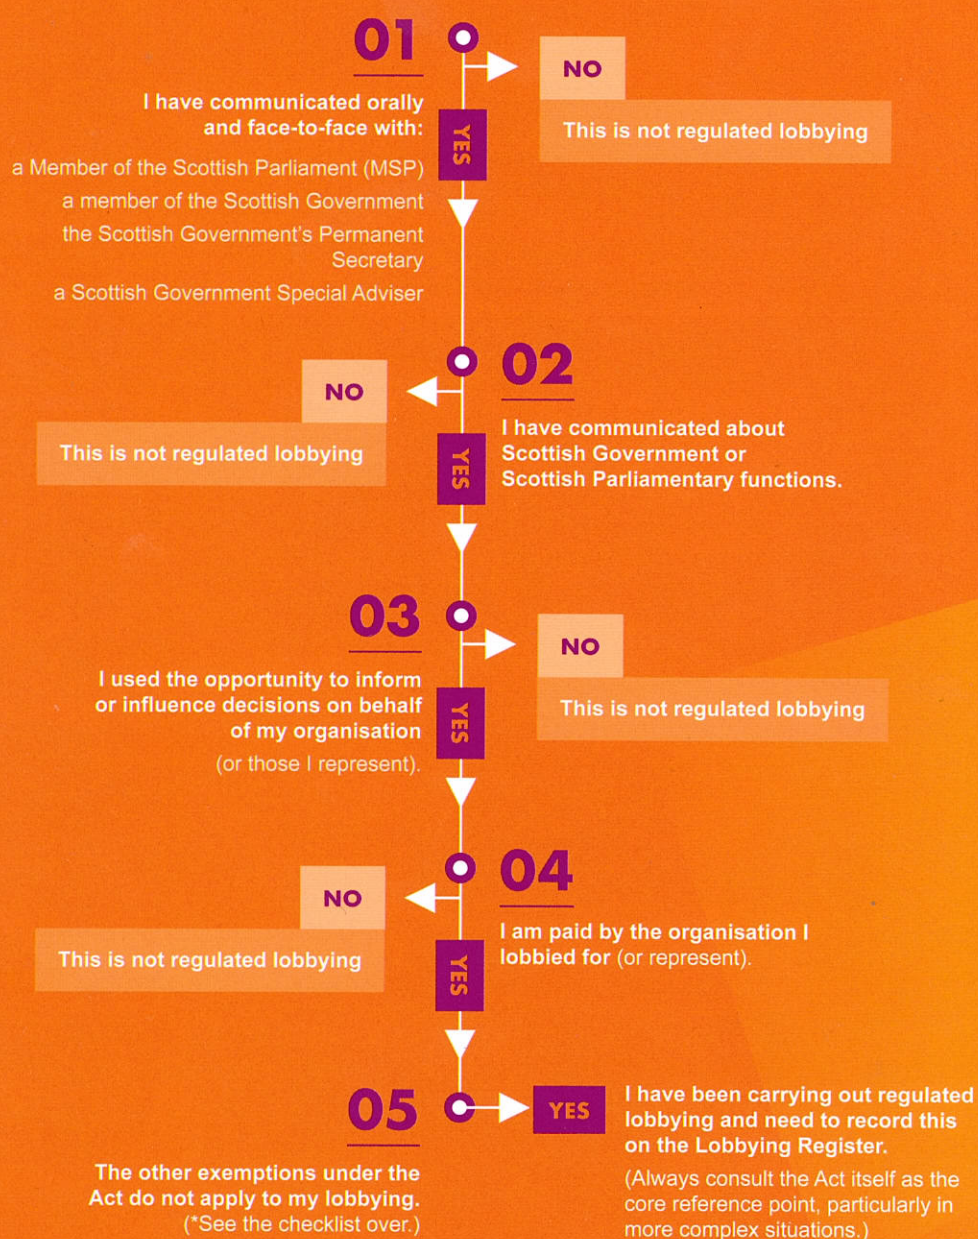 01
I have communicated orally
and face-to-face with:
a Member of the Scottish Parliament (MSP)
a member of the Scottish Government
the Scottish Government's Permanent
Secretary
a Scottish Government Special Adviser
NO
This is not regulated lobbying
YES
02
I have communicated about
Scottish Government or
Scottish Parliamentary functions.
NO
This is not regulated lobbying
YES
03
I used the opportunity to inform
or influence decisions on behalf
of my organisation
(or those I represent).
NO
This is not regulated lobbying
YES
04
I am paid by the organisation I
lobbied for (or represent).
NO
This is not regulated lobbying
YES
05
The other exemptions under the
Act do not apply to my lobbying.
(*See the checklist over.)
YES
I have been carrying out regulated
lobbying and need to record this
on the Lobbying Register.
(Always consult the Act itself as the
core reference point, particularly in
more complex situations.)